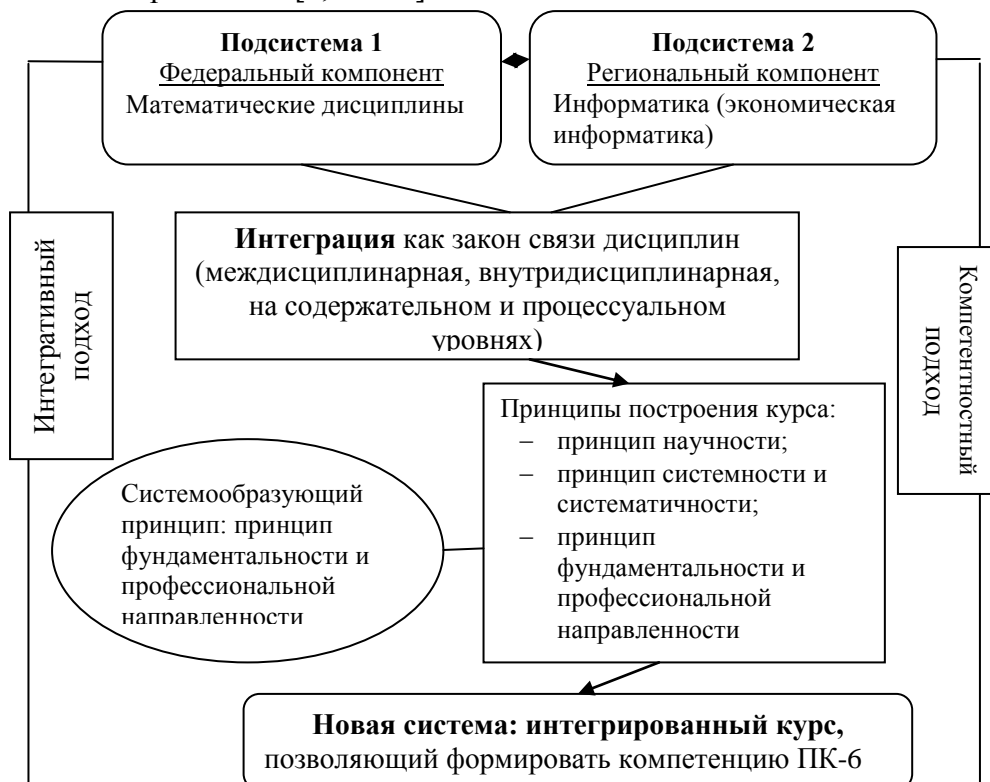 Подсистема 1
Федеральный компонент
Математические дисциплины
Подсистема 2
Региональный компонент
Информатика (экономическая
информатика)
Интегративный
подход
Интеграция как закон связи дисциплин
(междисциплинарная, внутридисциплинарная,
на содержательном и процессуальном
уровнях)
Компетентностный
подход
Принципы построения курса:
– принцип научности;
– принцип системности и
систематичности;
– принцип
фундаментальности и
профессиональной
направленности
Системообразующий
принцип: принцип
фундаментальности и
профессиональной
направленности
Новая система: интегрированный курс,
позволяющий формировать компетенцию ПК-6